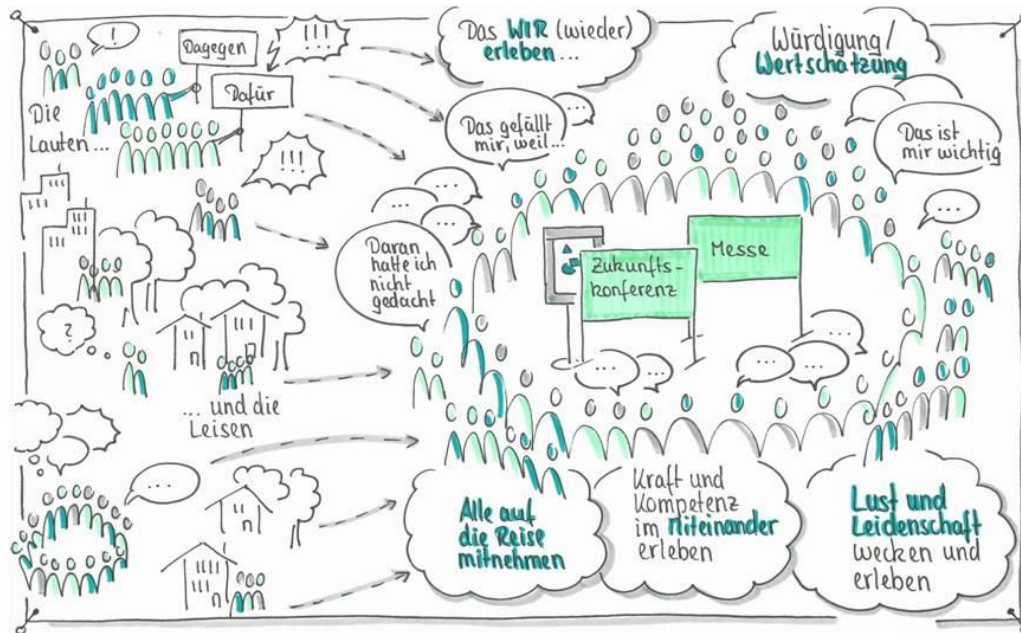 !
Dagegen
!!!
Dafür
Die
Lauten ...
!!!
?
... und die
Leisen
...
Das WIR (wieder)
erleben ...
Würdigung/
Wertschätzung
...
Das gefällt
mir, weil...
...
Das ist
mir wichtig
...
...
...
Daran
hatte ich
nicht
gedacht
Zukunfts-
konferenz
Messe
...
...
...
...
...
Alle auf
die Reise
mitnehmen
Kraft und
Kompetenz
im Miteinander
erleben
Lust und
Leidenschaft
wecken und
erleben